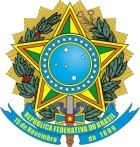 REPÚBLICA FEDERATIVA DO BRASIL
15 de Novembro
de 1889